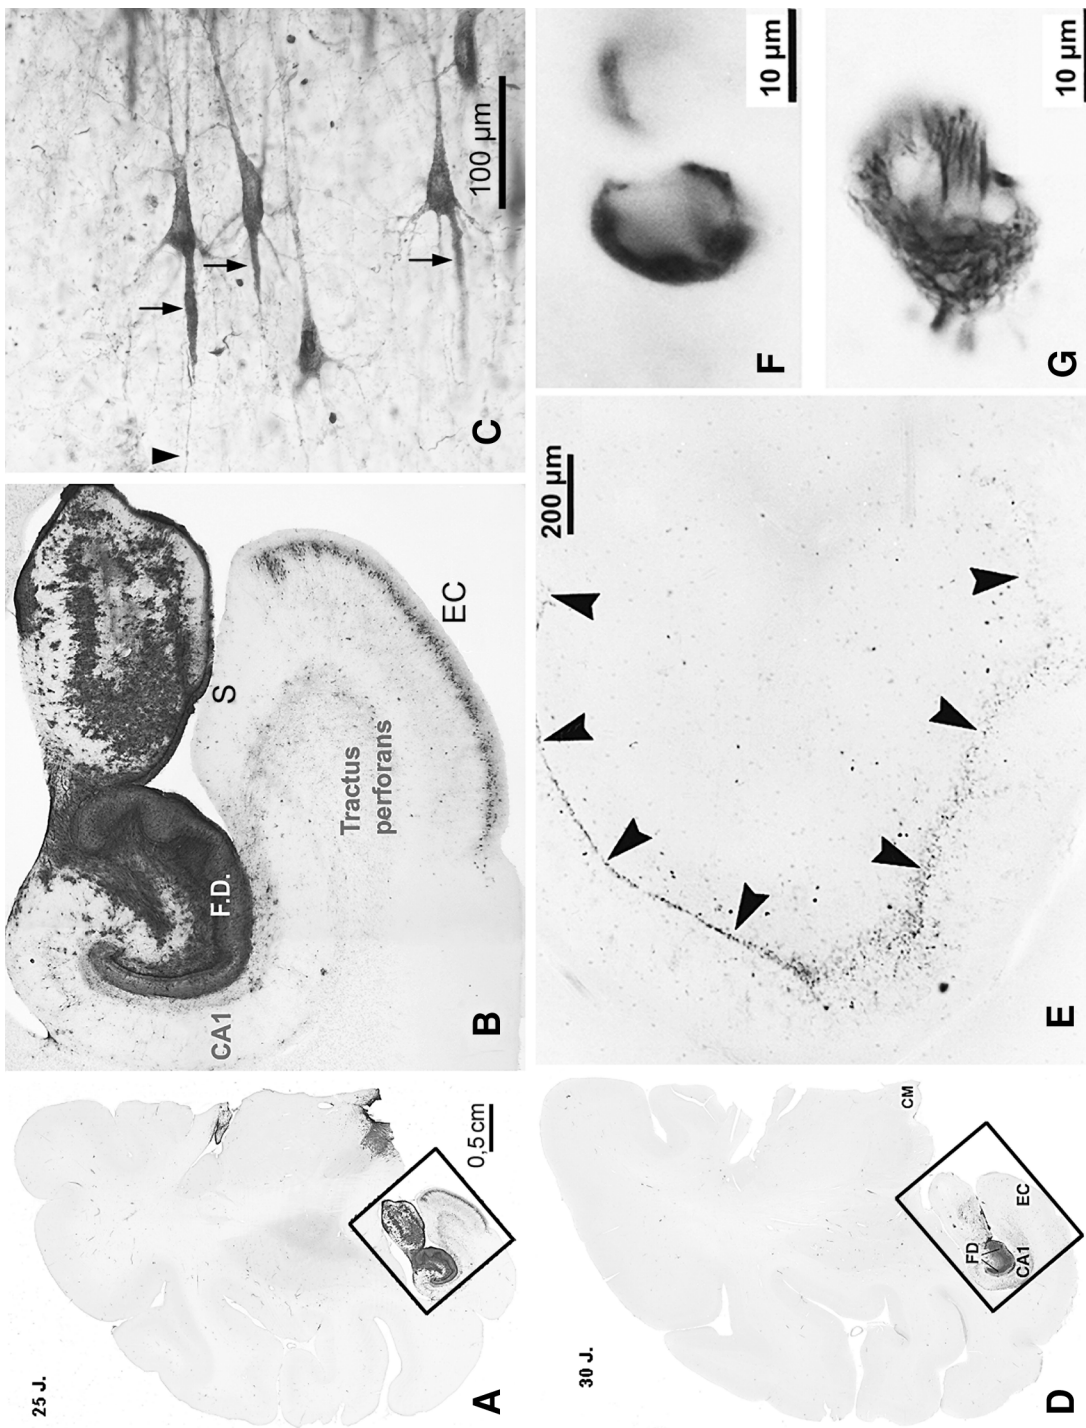 25 J.
A
0,5 cm
B
CA1
F.D.
S
Tractus
perforans
EC
C
100 µm
30 J.
D
FD
CA1
EC
CM
E
200 µm
F
10 µm
G
10 µm